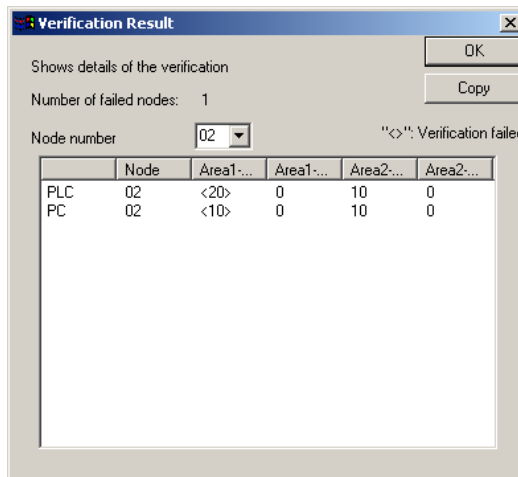 Verification Result
OK
Shows details of the verification
Copy
Number of failed nodes: 1
Node number 02 "<>": Verification failed
Node Area1-... Area1-... Area2-... Area2-...
PLC 02 <20> 0 10 0
PC 02 <10> 0 10 0